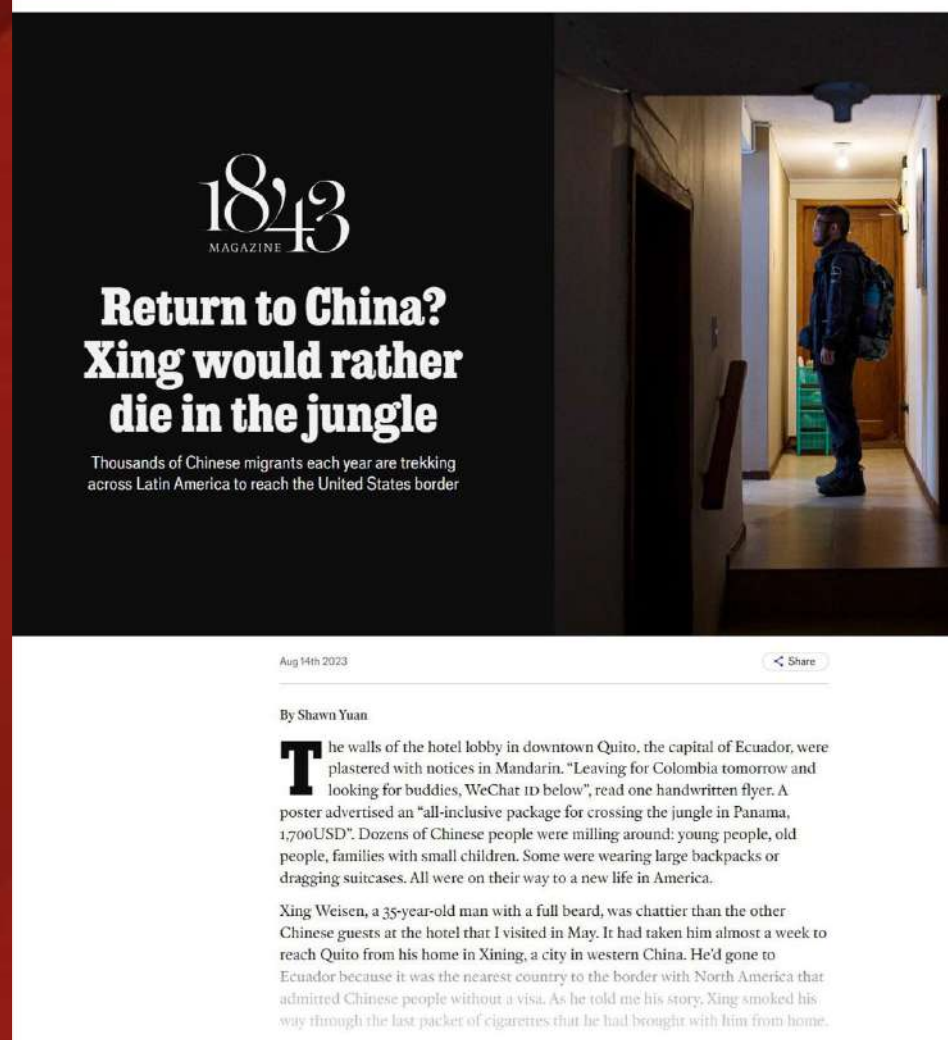 1843
MAGAZINE
Return to China?
Xing would rather
die in the jungle
Thousands of Chinese migrants each year are trekking
across Latin America to reach the United States border
Aug 14th 2023
Share
By Shawn Yuan
The walls of the hotel lobby in downtown Quito, the capital of Ecuador, were
plastered with notices in Mandarin. “Leaving for Colombia tomorrow and
looking for buddies, WeChat ID below”, read one handwritten flyer. A
poster advertised an “all-inclusive package for crossing the jungle in Panama,
1,700USD”. Dozens of Chinese people were milling around: young people, old
people, families with small children. Some were wearing large backpacks or
dragging suitcases. All were on their way to a new life in America.
Xing Weisen, a 35-year-old man with a full beard, was chattier than the other
Chinese guests at the hotel that I visited in May. It had taken him almost a week to
reach Quito from his home in Xining, a city in western China. He’d gone to
Ecuador because it was the nearest country to the border with North America that
admitted Chinese people without a visa. As he told me his story, Xing smoked his
way through the last packet of cigarettes that he had brought with him from home.